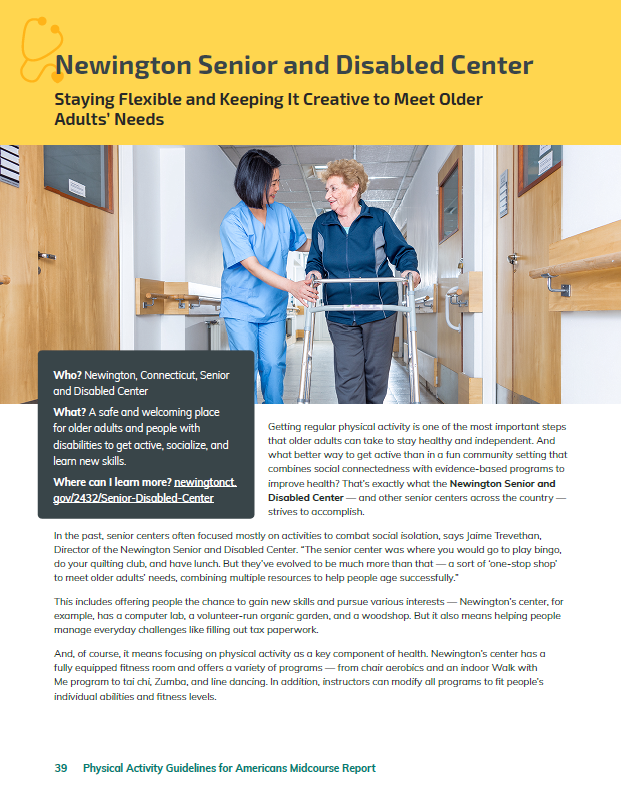 Newington Senior and Disabled Center
Staying Flexible and Keeping It Creative to Meet Older
Adults' Needs
Who? Newington, Connecticut, Senior
and Disabled Center
What? A safe and welcoming place
for older adults and people with
disabilities to get active, socialize, and
learn new skills.
Where can I learn more? newingtonct.
gov/2432/Senior-Disabled-Center
Getting regular physical activity is one of the most important steps
that older adults can take to stay healthy and independent. And
what better way to get active than in a fun community setting that
combines social connectedness with evidence-based programs to
improve health? That's exactly what the Newington Senior and
Disabled Center — and other senior centers across the country —
strives to accomplish.
In the past, senior centers often focused mostly on activities to combat social isolation, says Jaime Trevethan,
Director of the Newington Senior and Disabled Center. “The senior center was where you would go to play bingo,
do your quilting club, and have lunch. But they've evolved to be much more than that — a sort of ‘one-stop shop’
to meet older adults' needs, combining multiple resources to help people age successfully.”
This includes offering people the chance to gain new skills and pursue various interests — Newington's center, for
example, has a computer lab, a volunteer-run organic garden, and a woodshop. But it also means helping people
manage everyday challenges like filling out tax paperwork.
And, of course, it means focusing on physical activity as a key component of health. Newington's center has a
fully equipped fitness room and offers a variety of programs — from chair aerobics and an indoor Walk with
Me program to tai chi, Zumba, and line dancing. In addition, instructors can modify all programs to fit people's
individual abilities and fitness levels.
39 Physical Activity Guidelines for Americans Midcourse Report